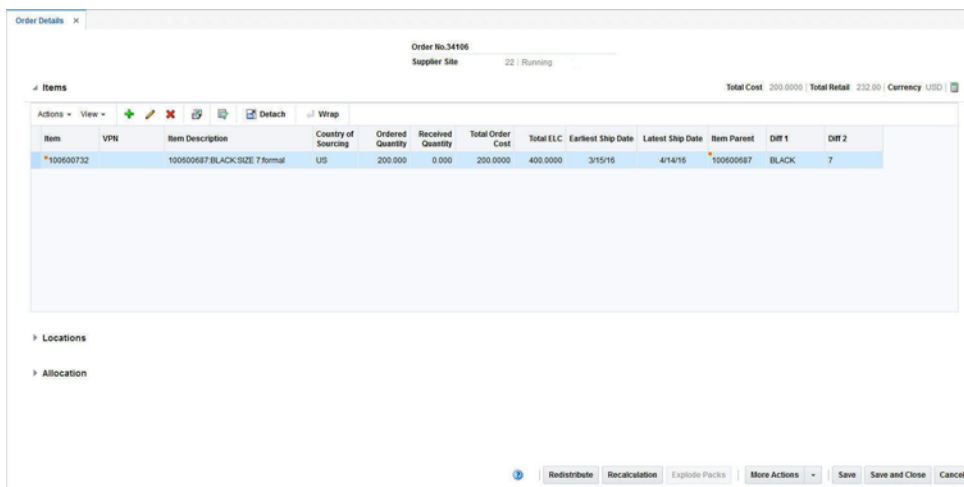 Order Details ×
Order No.34106
Supplier Site 22 | Running
Items Total Cost 200.0000 | Total Retail 232.00 | Currency USD
Actions View Detach Wrap
Item VPN Item Description Country of Sourcing Ordered Quantity Received Quantity Total Order Cost Total ELC Earliest Ship Date Latest Ship Date Item Parent Diff 1 Diff 2
100600732 100600687:BLACK:SIZE 7:formal US 200.000 0.000 200.0000 400.0000 3/15/16 4/14/16 100600687 BLACK 7
Locations
Allocation
Redistribute Recalculation Explode Packs More Actions Save Save and Close Cancel